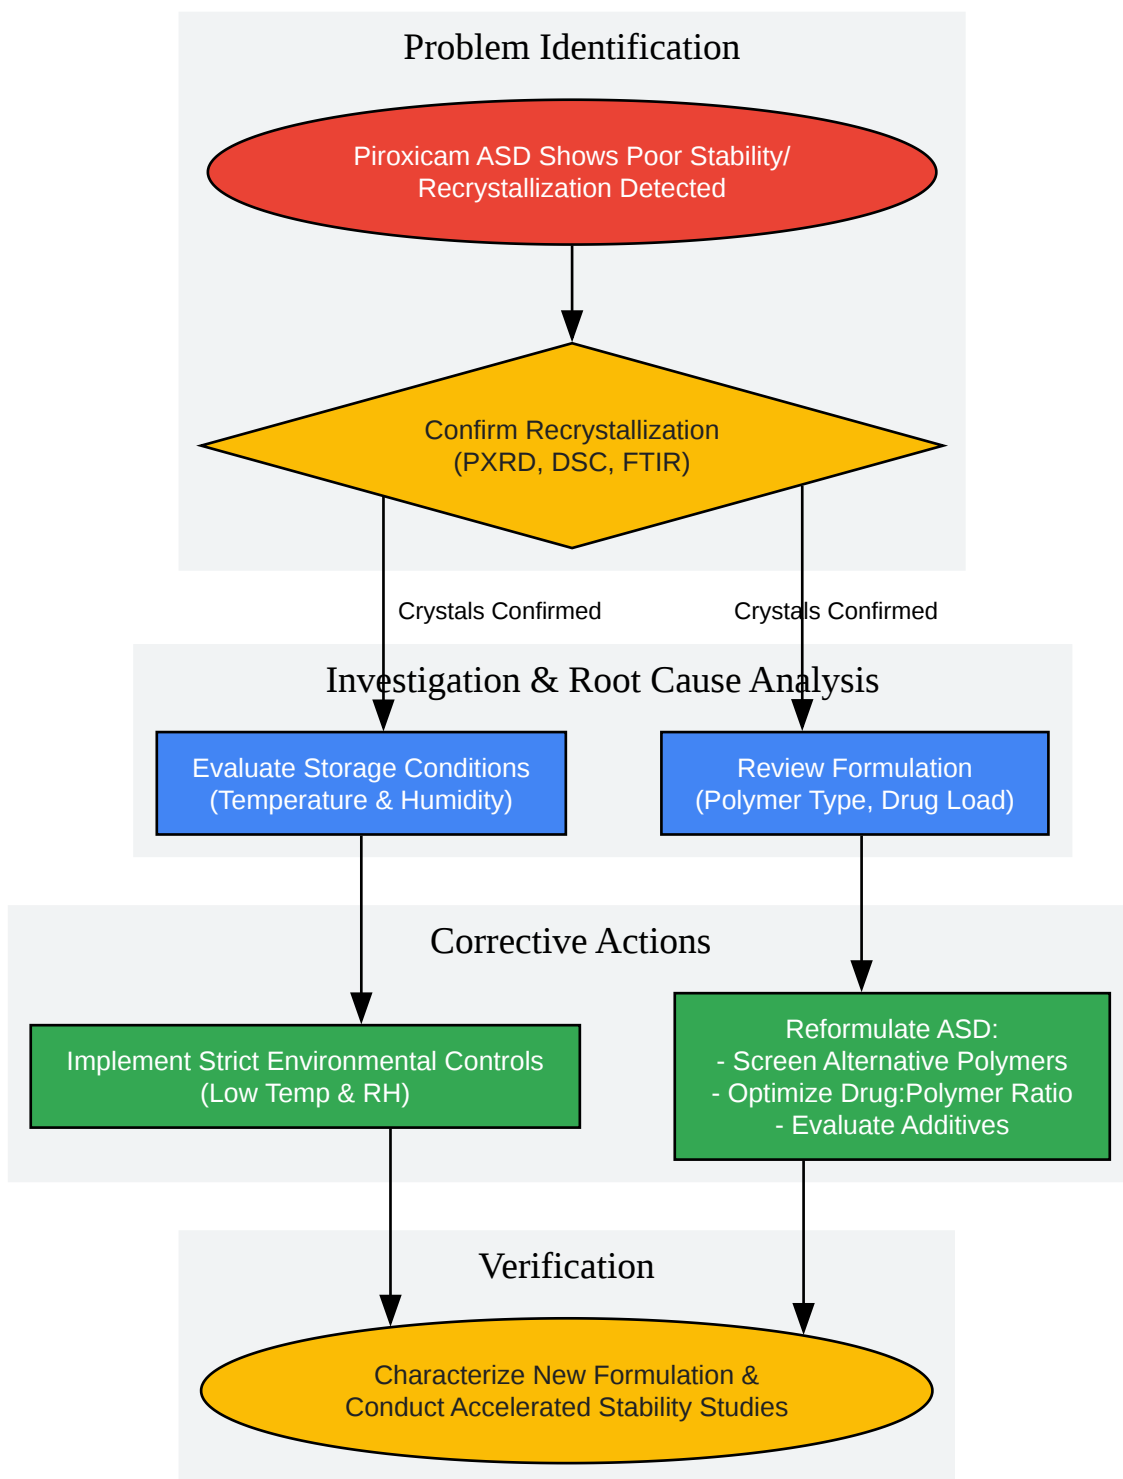 Problem Identification
Piroxicam ASD Shows Poor Stability/
Recrystallization Detected
Confirm Recrystallization
(PXRD, DSC, FTIR)
Crystals Confirmed
Crystals Confirmed
Investigation & Root Cause Analysis
Evaluate Storage Conditions
(Temperature & Humidity)
Review Formulation
(Polymer Type, Drug Load)
Corrective Actions
Implement Strict Environmental Controls
(Low Temp & RH)
Reformulate ASD:
- Screen Alternative Polymers
- Optimize Drug:Polymer Ratio
- Evaluate Additives
Verification
Characterize New Formulation &
Conduct Accelerated Stability Studies